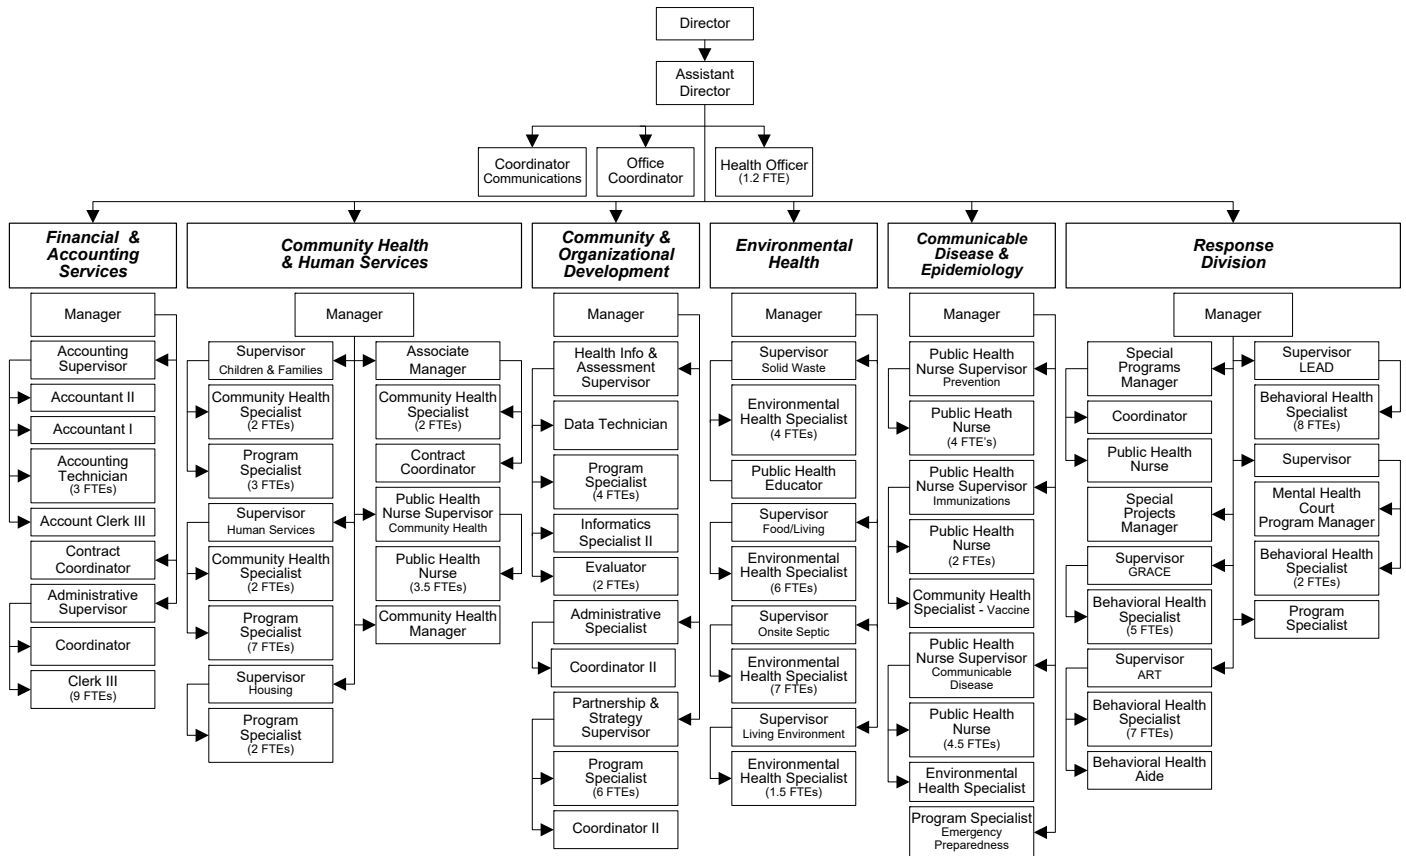 Director
Assistant
Director
Coordinator
Communications
Office
Coordinator
Health Officer
(1.2 FTE)
Financial &
Accounting
Services
Manager
Accounting
Supervisor
Accountant II
Accountant I
Accounting
Technician
(3 FTEs)
Account Clerk III
Contract
Coordinator
Administrative
Supervisor
Coordinator
Clerk III
(9 FTEs)
Community Health
& Human Services
Manager
Supervisor
Children & Families
Community Health
Specialist
(2 FTEs)
Program
Specialist
(3 FTEs)
Supervisor
Human Services
Community Health
Specialist
(2 FTEs)
Program
Specialist
(7 FTEs)
Supervisor
Housing
Program
Specialist
(2 FTEs)
Associate
Manager
Community Health
Specialist
(2 FTEs)
Contract
Coordinator
Public Health
Nurse Supervisor
Community Health
Public Health
Nurse
(3.5 FTEs)
Community Health
Manager
Community &
Organizational
Development
Manager
Health Info &
Assessment
Supervisor
Data Technician
Program
Specialist
(4 FTEs)
Informatics
Specialist II
Evaluator
(2 FTEs)
Administrative
Specialist
Coordinator II
Partnership &
Strategy
Supervisor
Program
Specialist
(6 FTEs)
Coordinator II
Environmental
Health
Manager
Supervisor
Solid Waste
Environmental
Health Specialist
(4 FTEs)
Public Health
Educator
Supervisor
Food/Living
Environmental
Health Specialist
(6 FTEs)
Supervisor
Onsite Septic
Environmental
Health Specialist
(7 FTEs)
Supervisor
Living Environment
Environmental
Health Specialist
(1.5 FTEs)
Communicable
Disease &
Epidemiology
Manager
Public Health
Nurse Supervisor
Prevention
Public Heath
Nurse
(4 FTE's)
Public Health
Nurse Supervisor
Immunizations
Public Health
Nurse
(2 FTEs)
Community Health
Specialist - Vaccine
Public Health
Nurse Supervisor
Communicable
Disease
Public Health
Nurse
(4.5 FTEs)
Environmental
Health Specialist
Program Specialist
Emergency
Preparedness
Response
Division
Manager
Special
Programs
Manager
Coordinator
Public Health
Nurse
Special
Projects
Manager
Supervisor
GRACE
Behavioral Health
Specialist
(5 FTEs)
Supervisor
ART
Behavioral Health
Specialist
(7 FTEs)
Behavioral Health
Aide
Supervisor
LEAD
Behavioral Health
Specialist
(8 FTEs)
Supervisor
Mental Health
Court
Program Manager
Behavioral Health
Specialist
(2 FTEs)
Program
Specialist